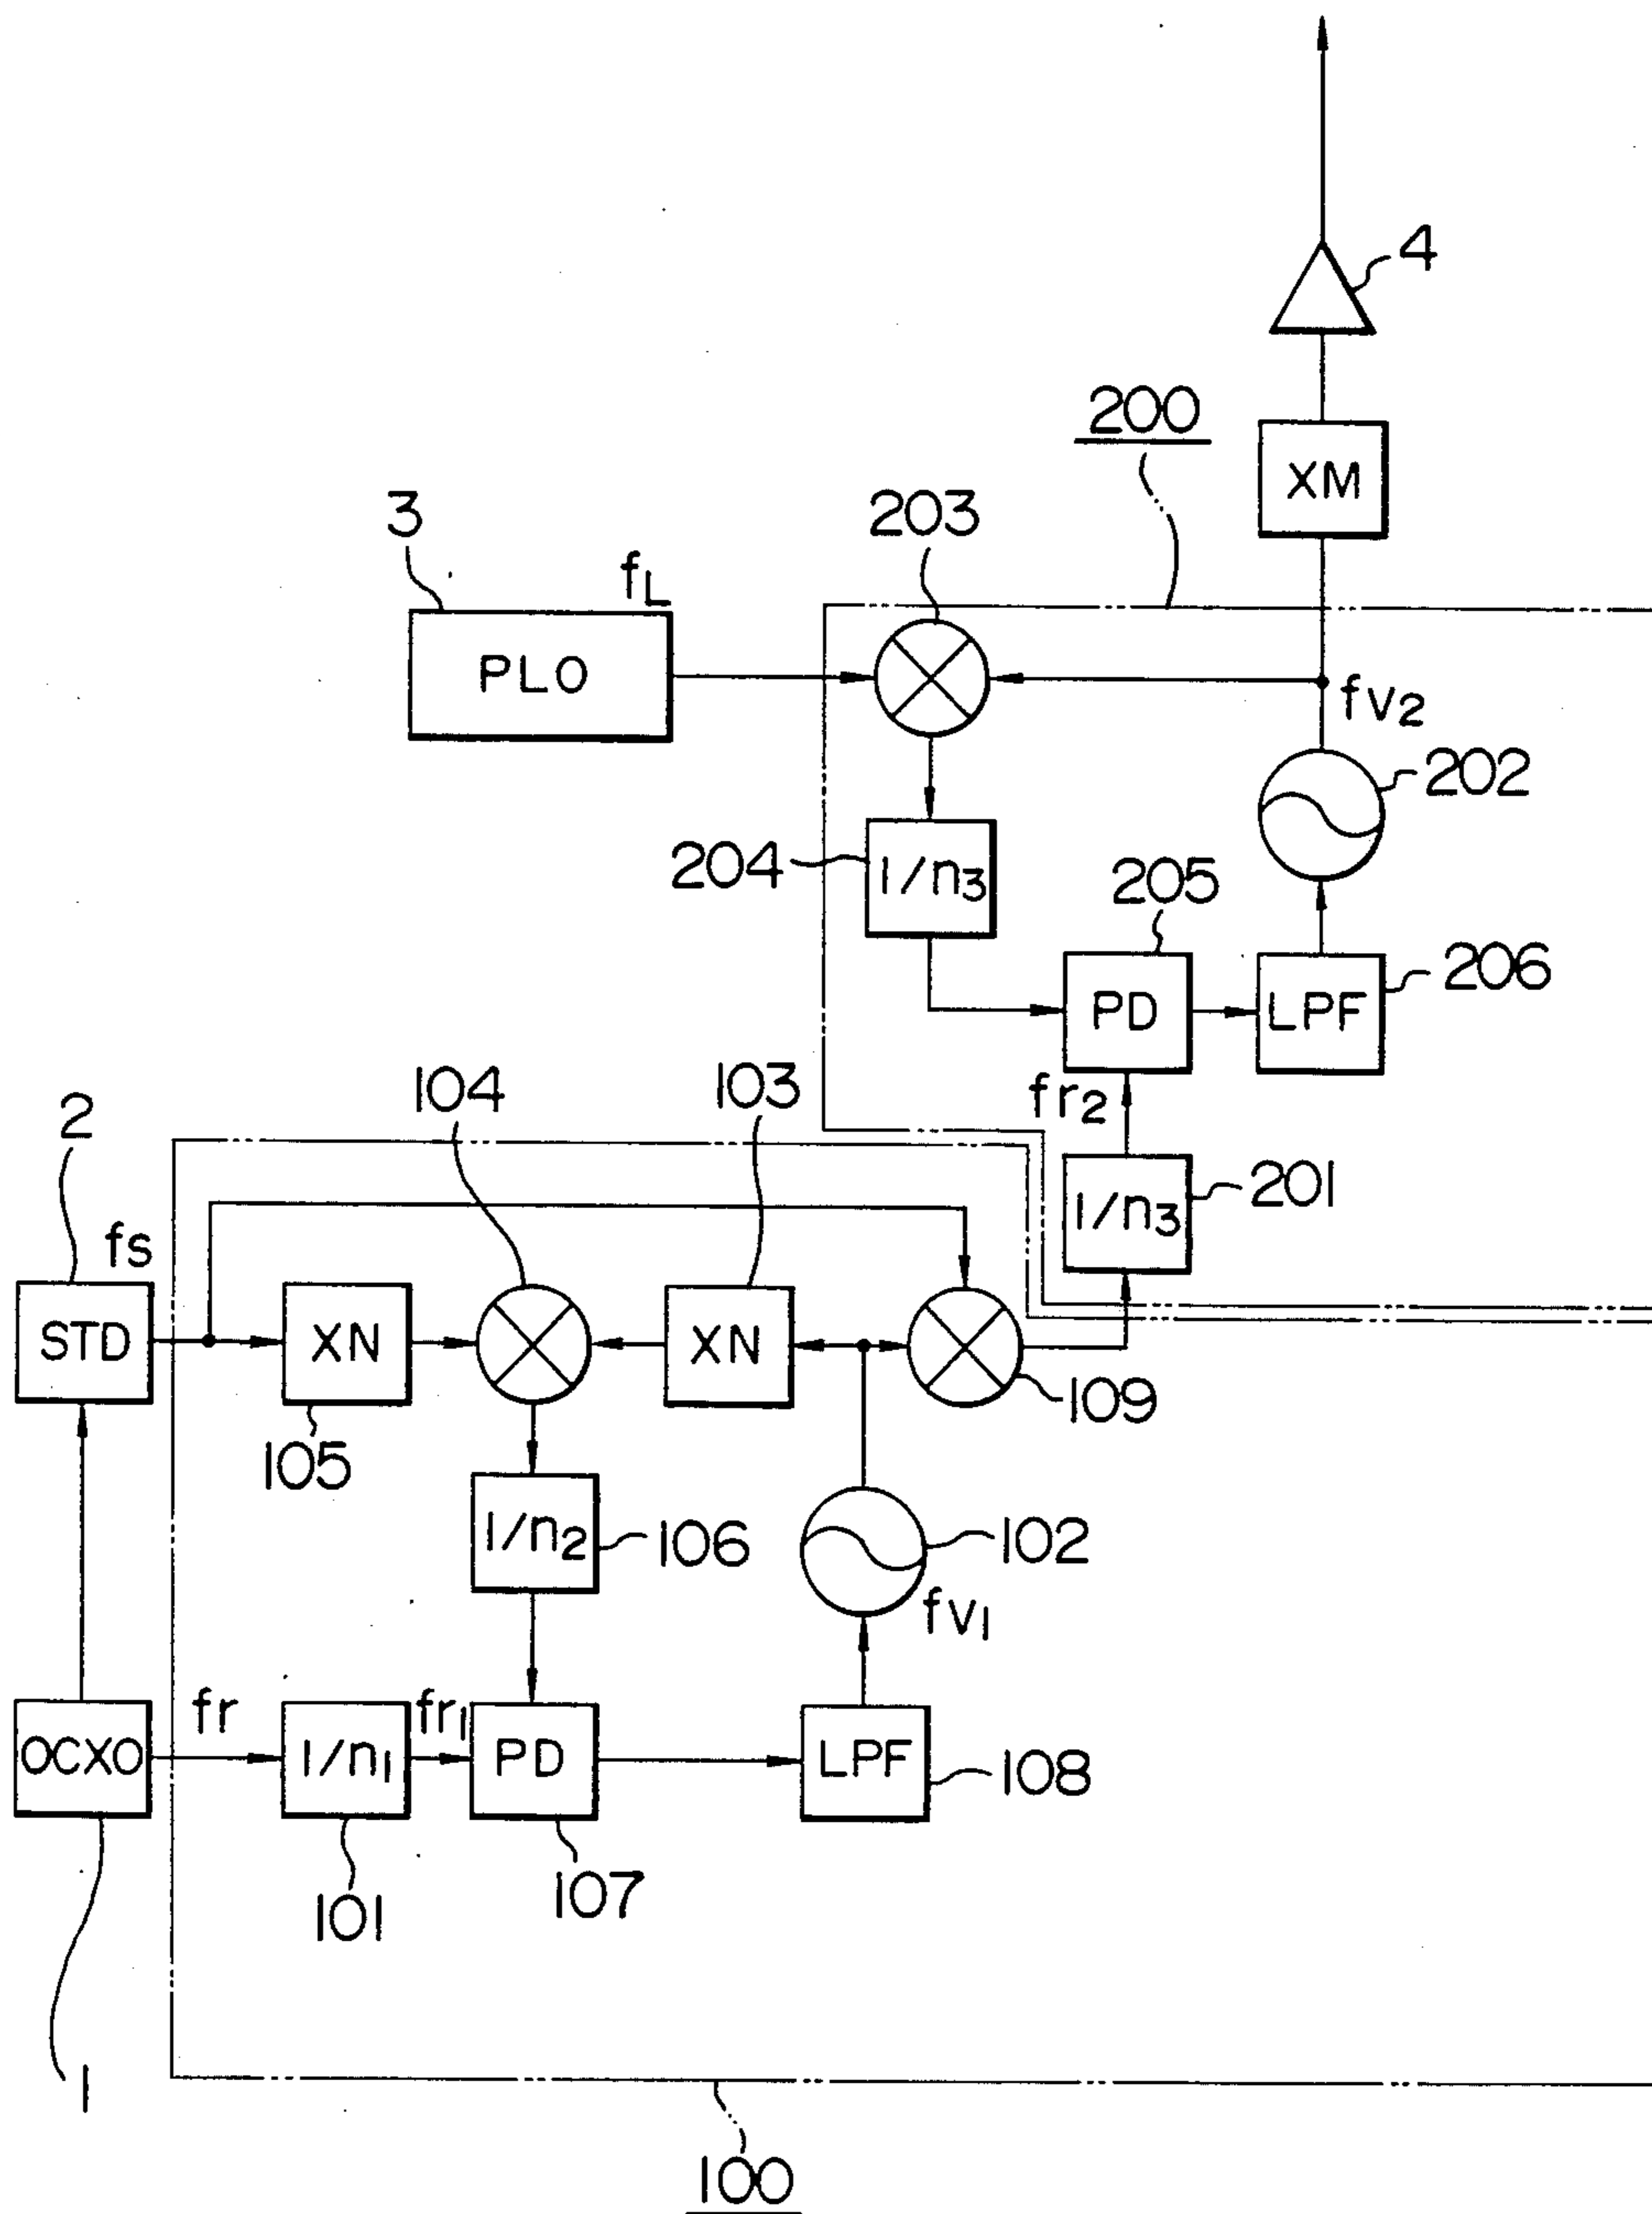 4
200
XM
203
3
fL
PLO
fv2
202
204
1/n3
205
206
PD
LPF
fr2
104
103
2
201
1/n3
fs
STD
XN
XN
109
105
1/n2
106
102
fv1
fr
fr1
OCXO
1/n1
PD
LPF
108
101
107
1
100